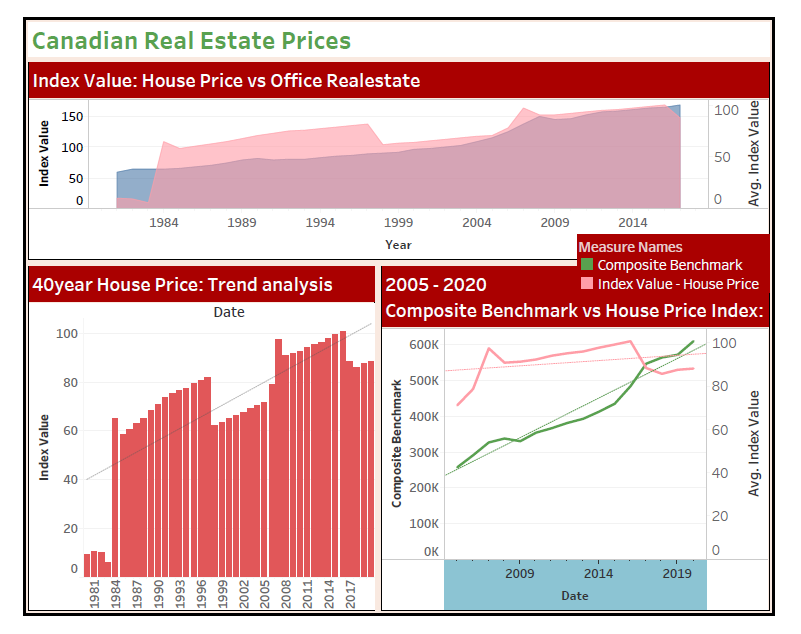 Canadian Real Estate Prices
Index Value: House Price vs Office Realestate
150
100
50
0
Index Value
100
50
0
Avg. Index Value
1984 1989 1994 1999 2004 2009 2014
Year
Measure Names
Composite Benchmark
Index Value - House Price
40year House Price: Trend analysis
Date
100
80
60
40
20
0
Index Value
1981 1984 1987 1990 1993 1996 1999 2002 2005 2008 2011 2014 2017
2005 - 2020
Composite Benchmark vs House Price Index:
600K
500K
400K
300K
200K
100K
0K
Composite Benchmark
100
80
60
40
20
0
Avg. Index Value
2009 2014 2019
Date